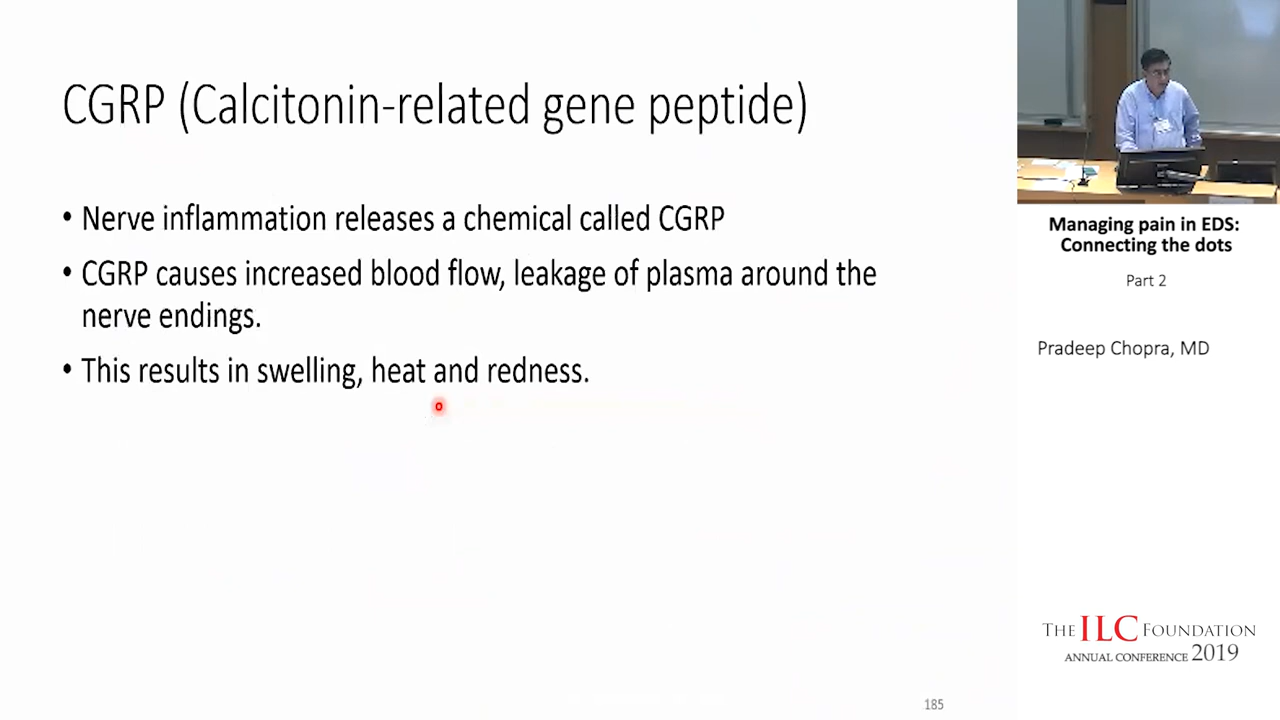 CGRP (Calcitonin-related gene peptide)
• Nerve inflammation releases a chemical called CGRP
• CGRP causes increased blood flow, leakage of plasma around the
nerve endings.
• This results in swelling, heat and redness.
185
Managing pain in EDS:
Connecting the dots
Part 2
Pradeep Chopra, MD
THE ILC FOUNDATION
ANNUAL CONFERENCE 2019